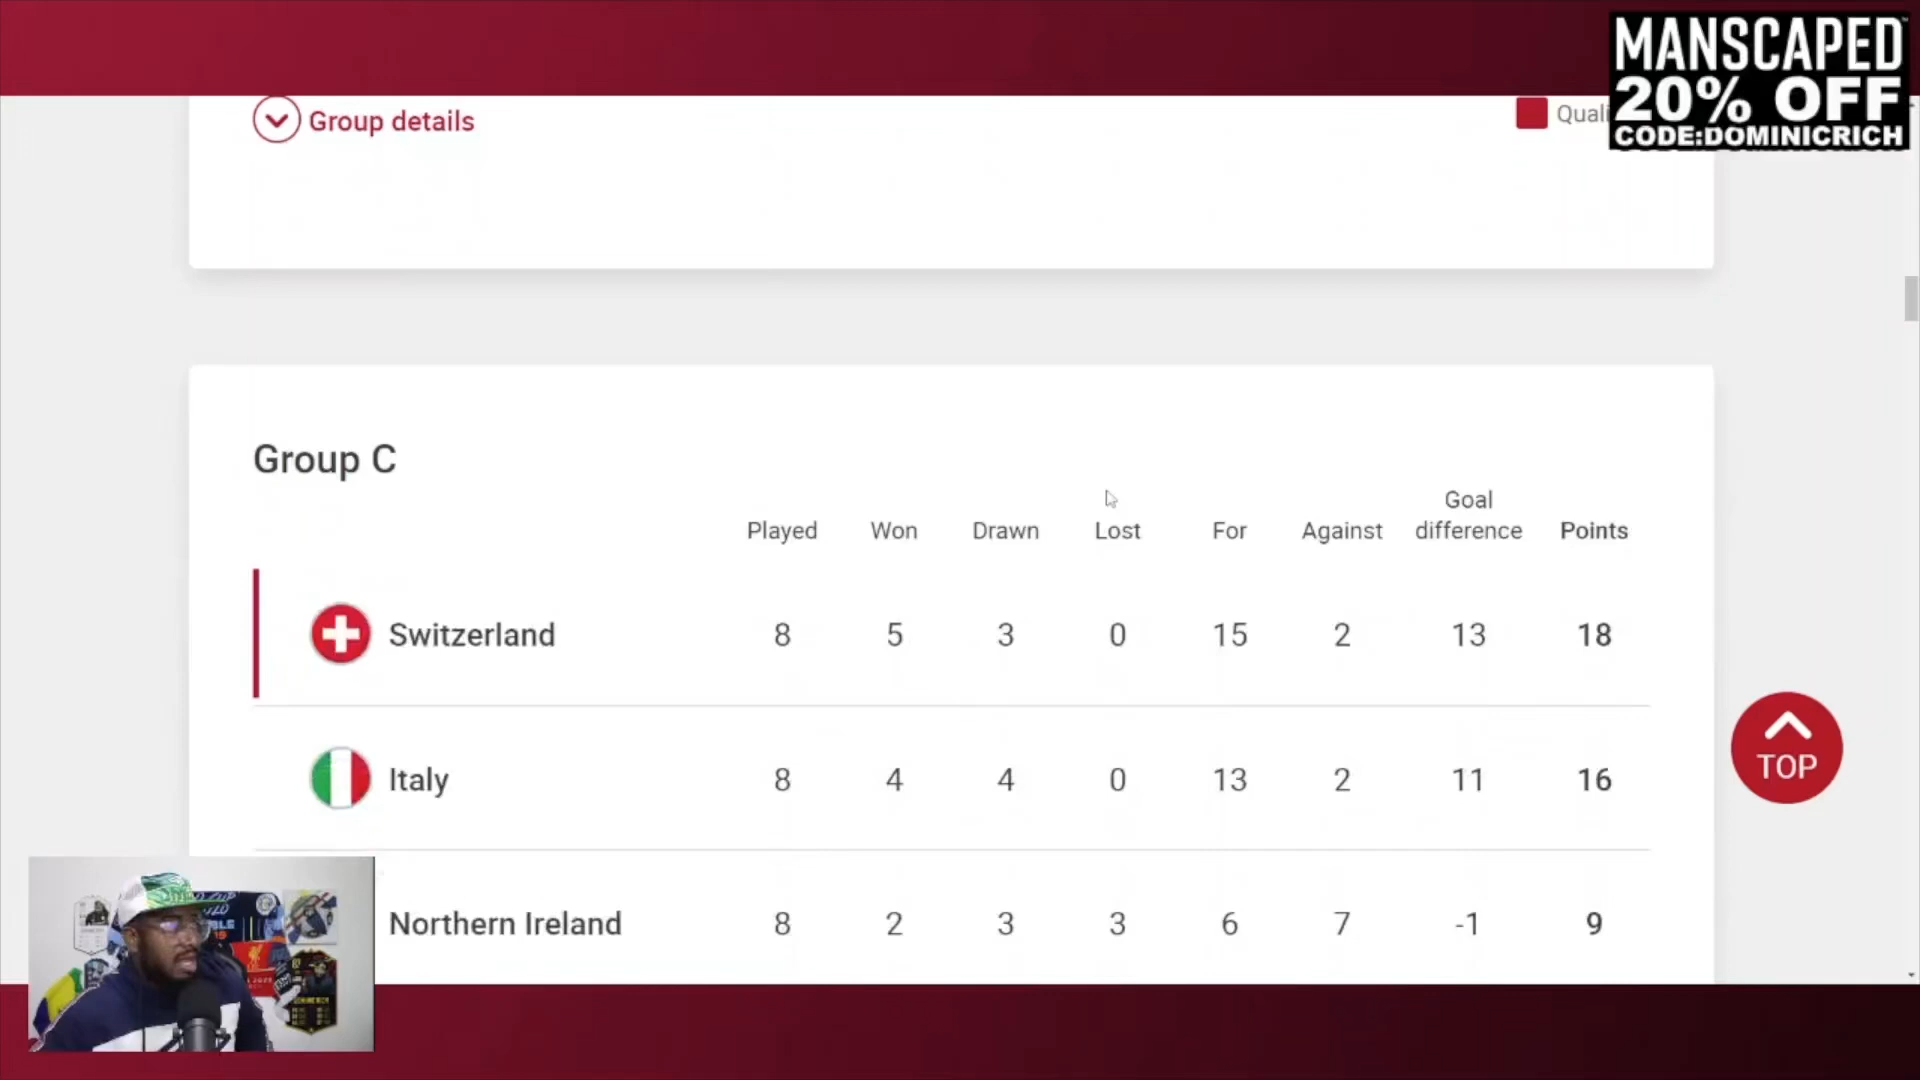 MANSCAPED
20% OFF
CODE:DOMINICRICH
Group details
Group C
Played Won Drawn Lost For Against Goal difference Points
Switzerland 8 5 3 0 15 2 13 18
Italy 8 4 4 0 13 2 11 16
Northern Ireland 8 2 3 3 6 7 -1 9
TOP